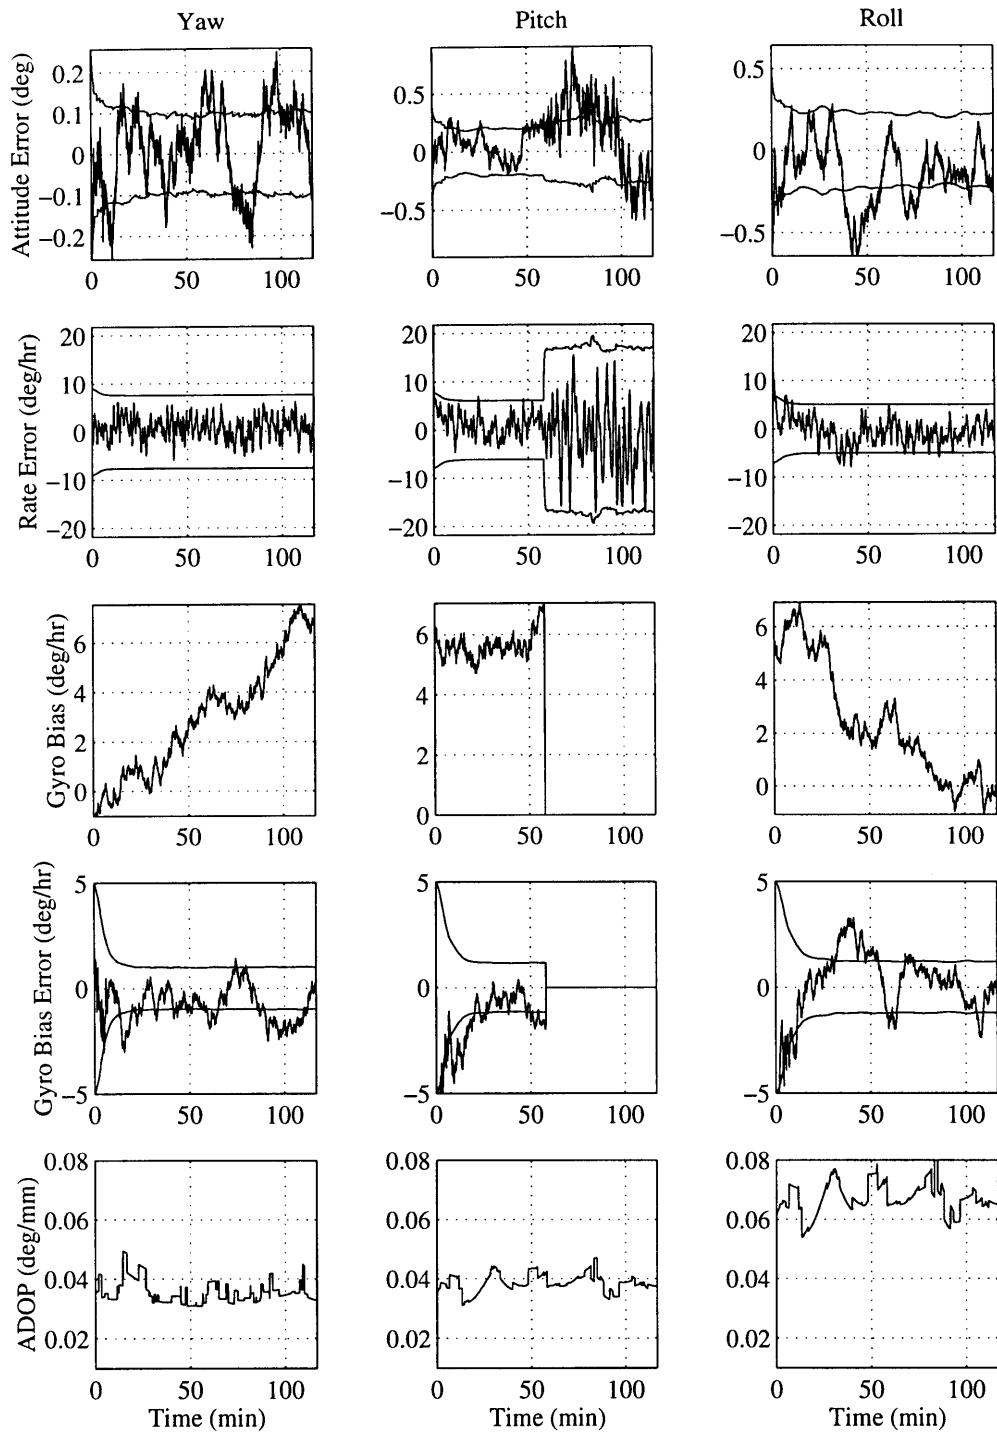 Yaw Pitch Roll
Attitude Error (deg)
0.2
0.1
0
−0.1
−0.2
0 50 100
0.5
0
−0.5
0 50 100
0.5
0
−0.5
0 50 100
Rate Error (deg/hr)
20
10
0
−10
−20
0 50 100
20
10
0
−10
−20
0 50 100
20
10
0
−10
−20
0 50 100
Gyro Bias (deg/hr)
6
4
2
0
0 50 100
6
4
2
0
0 50 100
6
4
2
0
0 50 100
Gyro Bias Error (deg/hr)
5
0
−5
0 50 100
5
0
−5
0 50 100
5
0
−5
0 50 100
ADOP (deg/mm)
0.08
0.06
0.04
0.02
0 50 100
Time (min)
0.08
0.06
0.04
0.02
0 50 100
Time (min)
0.08
0.06
0.04
0.02
0 50 100
Time (min)